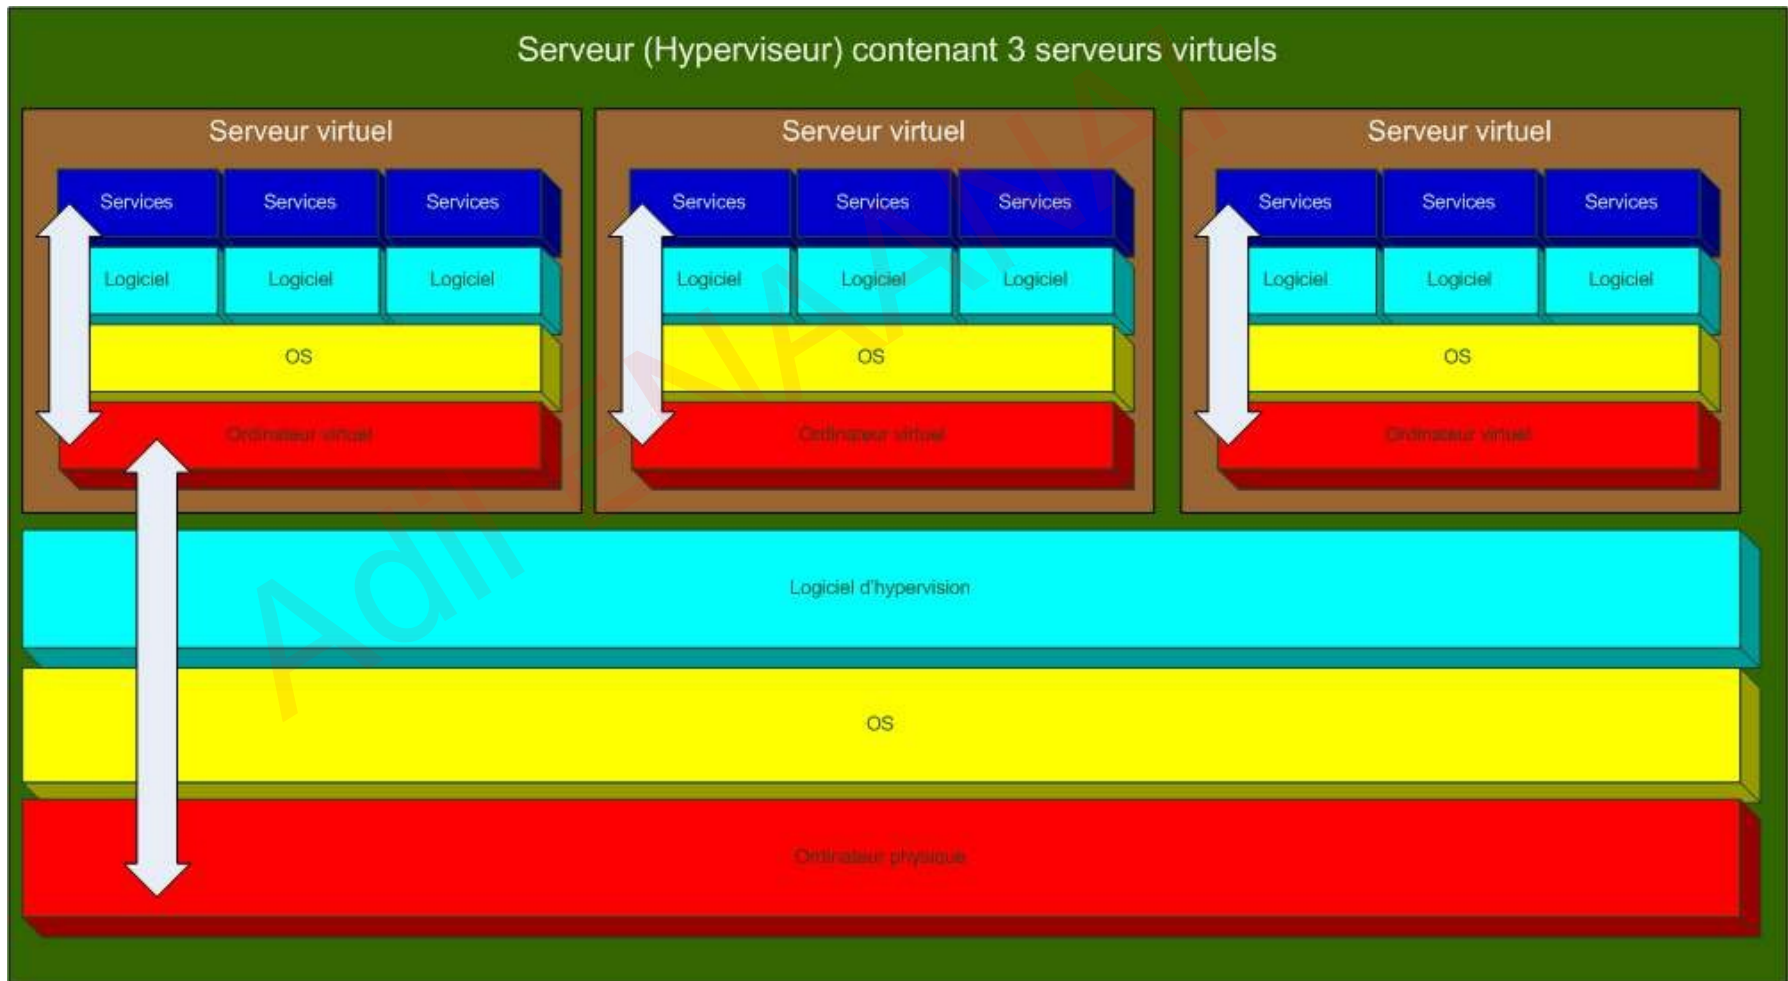 Serveur (Hyperviseur) contenant 3 serveurs virtuels
Serveur virtuel
Services Services Services
Logiciel Logiciel Logiciel
OS
Ordinateur virtuel
Serveur virtuel
Services Services Services
Logiciel Logiciel Logiciel
OS
Ordinateur virtuel
Serveur virtuel
Services Services Services
Logiciel Logiciel Logiciel
OS
Ordinateur virtuel
Logiciel d'hypervision
OS
Ordinateur physique
Adil ENAANAI